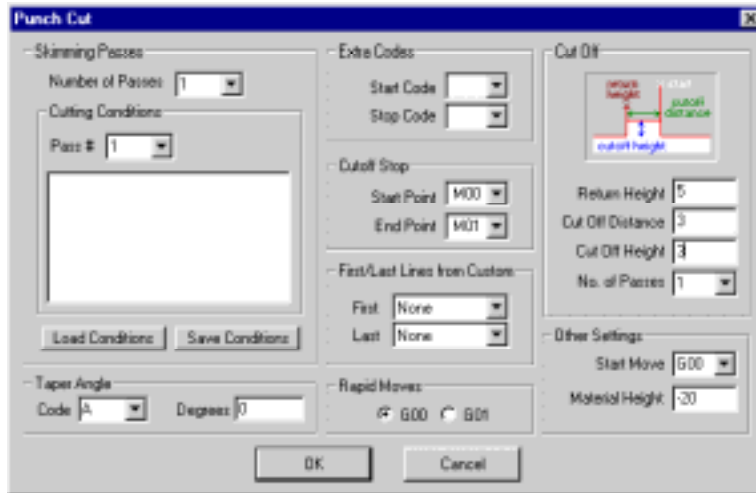 Punch Cut
Skimming Passes
Number of Passes 1
Cutting Conditions
Pass # 1
Load Conditions Save Conditions
Taper Angle
Code A Degrees 0
Extra Codes
Start Code
Stop Code
Cutoff Stop
Start Point M00
End Point M01
First/Last Lines from Custom
First None
Last None
Rapid Moves
G00 G01
Cut Off
return height
start
cutoff distance
cutoff height
Return Height 5
Cut Off Distance 3
Cut Off Height 3
No. of Passes 1
Other Settings
Start Move G00
Material Height -20
OK Cancel